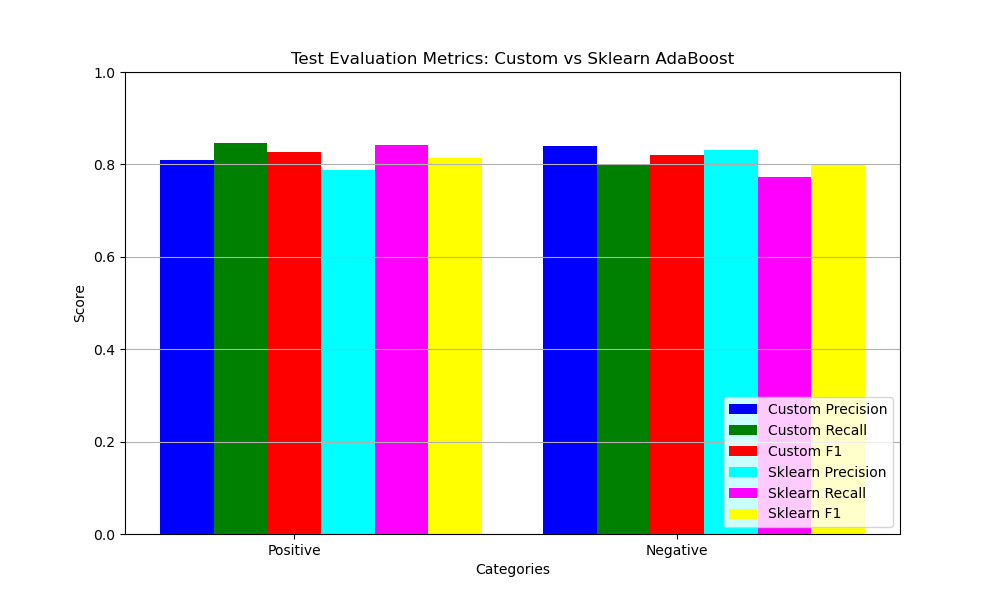 Test Evaluation Metrics: Custom vs Sklearn AdaBoost
1.0
0.8
0.6
0.4
0.2
0.0
Score
Positive
Negative
Categories
Custom Precision
Custom Recall
Custom F1
Sklearn Precision
Sklearn Recall
Sklearn F1